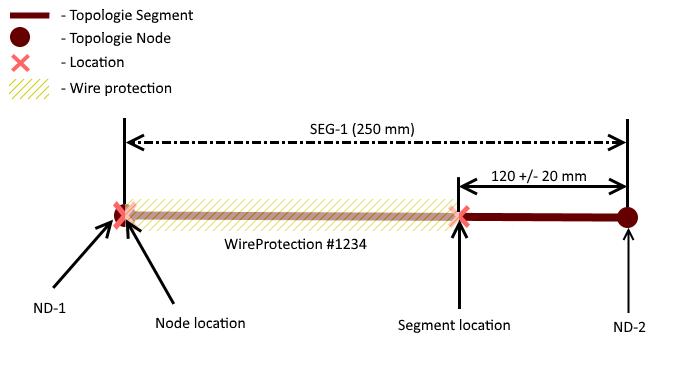 - Topologie Segment
- Topologie Node
- Location
- Wire protection
SEG-1 (250 mm)
120 +/- 20 mm
WireProtection #1234
ND-1
Node location
Segment location
ND-2